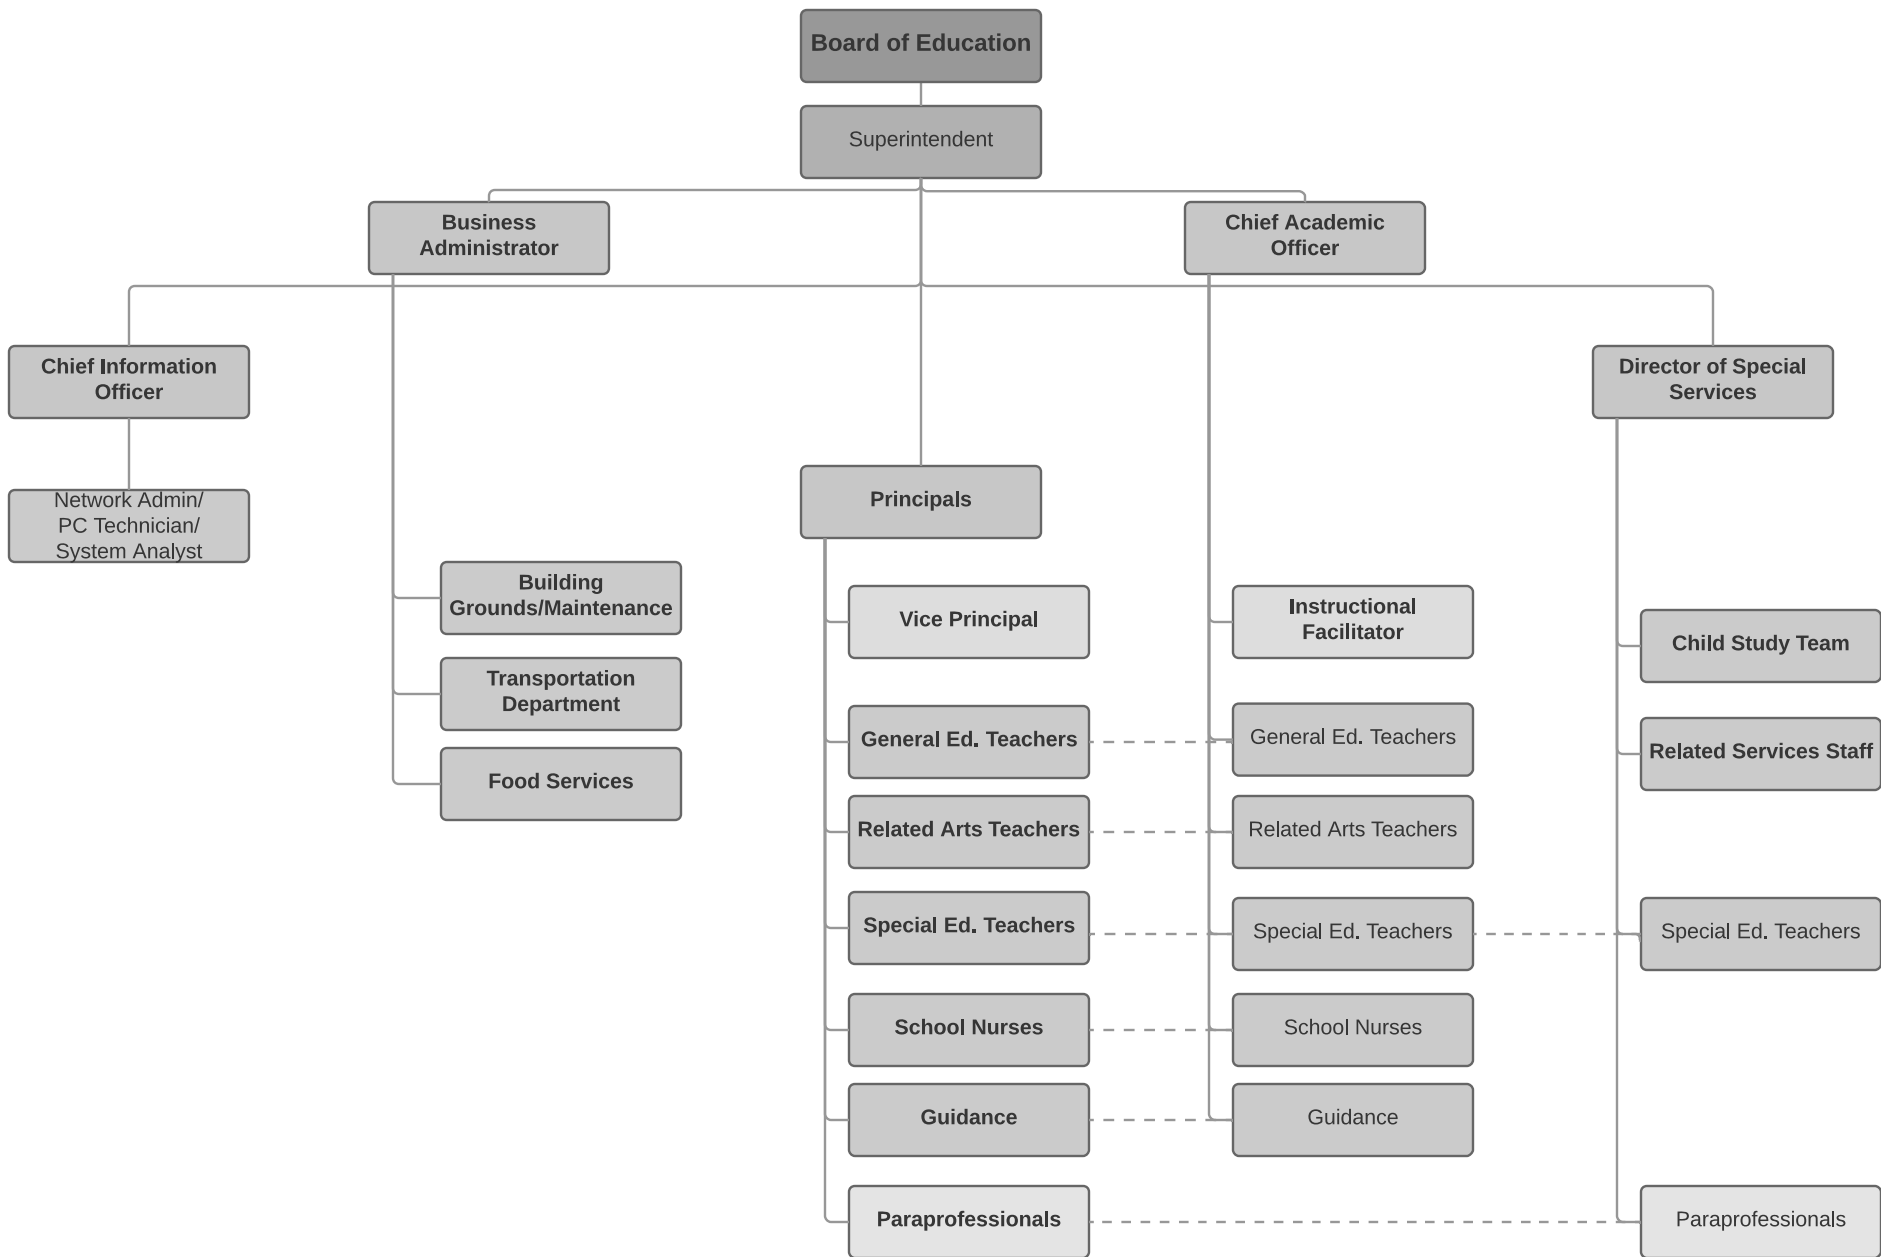 Board of Education
Superintendent
Business
Administrator
Chief Academic
Officer
Chief Information
Officer
Director of Special
Services
Network Admin/
PC Technician/
System Analyst
Principals
Building
Grounds/Maintenance
Vice Principal
Instructional
Facilitator
Child Study Team
Transportation
Department
General Ed. Teachers
General Ed. Teachers
Related Services Staff
Food Services
Related Arts Teachers
Related Arts Teachers
Special Ed. Teachers
Special Ed. Teachers
Special Ed. Teachers
School Nurses
School Nurses
Guidance
Guidance
Paraprofessionals
Paraprofessionals